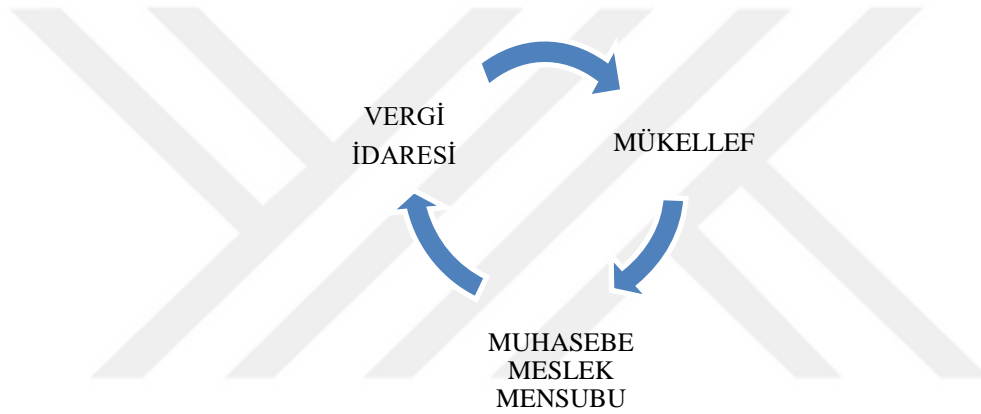 VERGİ
İDARESİ
MÜKELLEF
MUHASEBE
MESLEK
MENSUBU